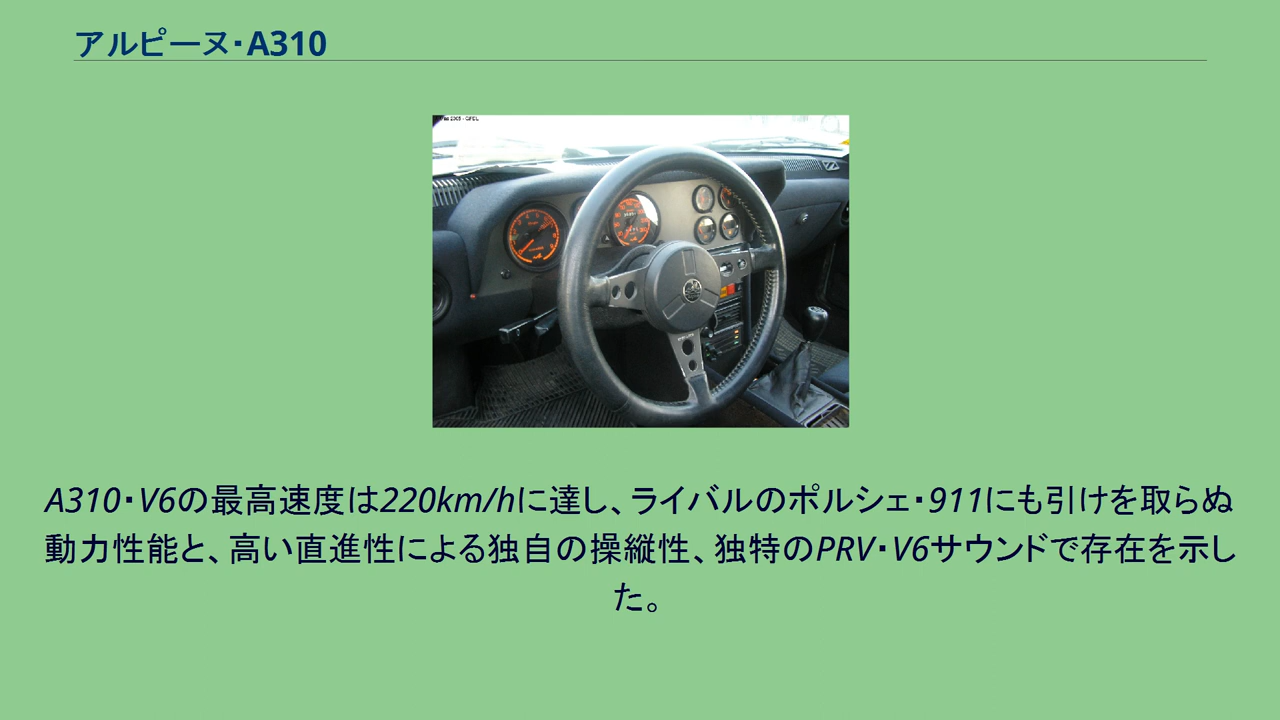 アルピーヌ・A310
A310・V6の最高速度は220km/hに達し、ライバルのポルシェ・911にも引けを取らぬ
動力性能と、高い直進性による独自の操縦性、独特のPRV・V6サウンドで存在を示し
た。